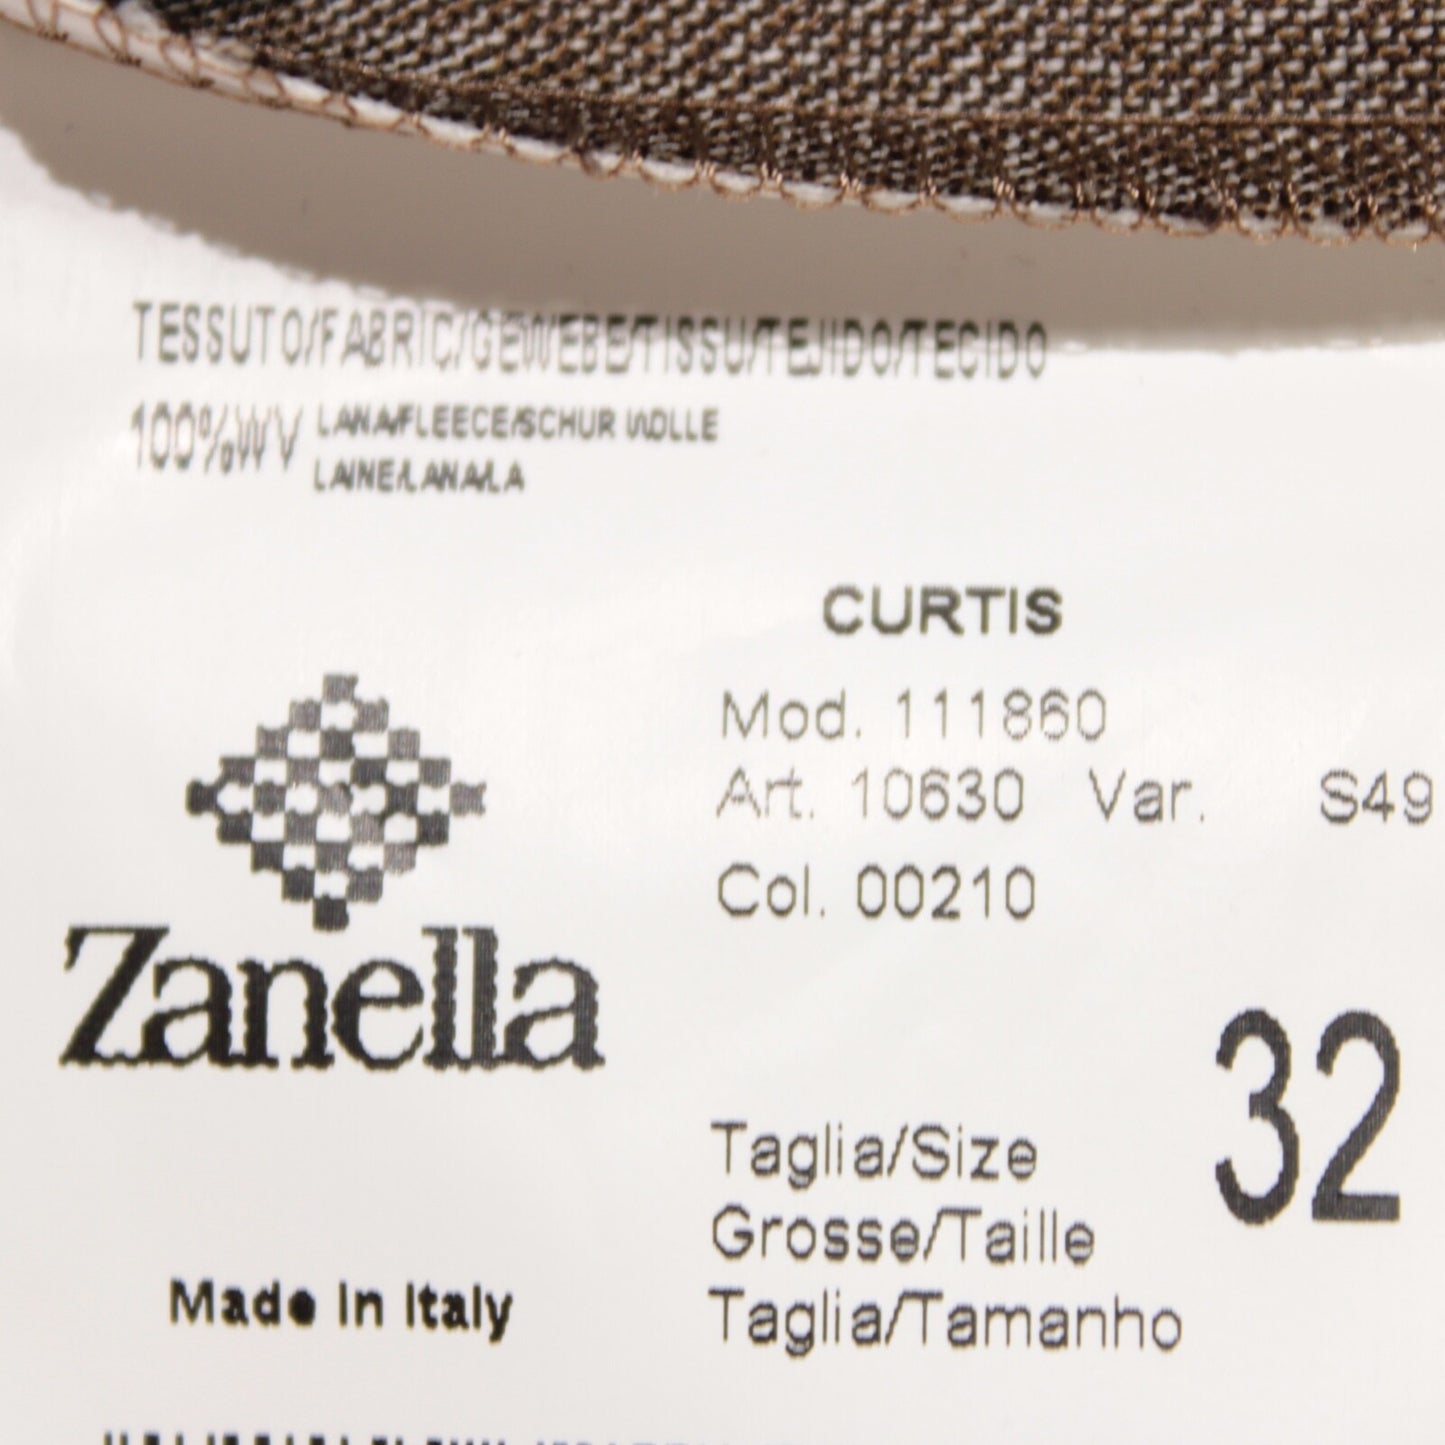 TESSUTO/FABRIC/GEWEBE/TISSU/TEJIDO/TECIDO
100%WV LANA/FLEECE/SCHUR WOLLE
LAINE/LANA/LA
CURTIS
Mod. 111860
Art. 10630 Var. S49
Col. 00210
Zanella
32
Taglia/Size
Grosse/Taille
Taglia/Tamanho
Made In Italy